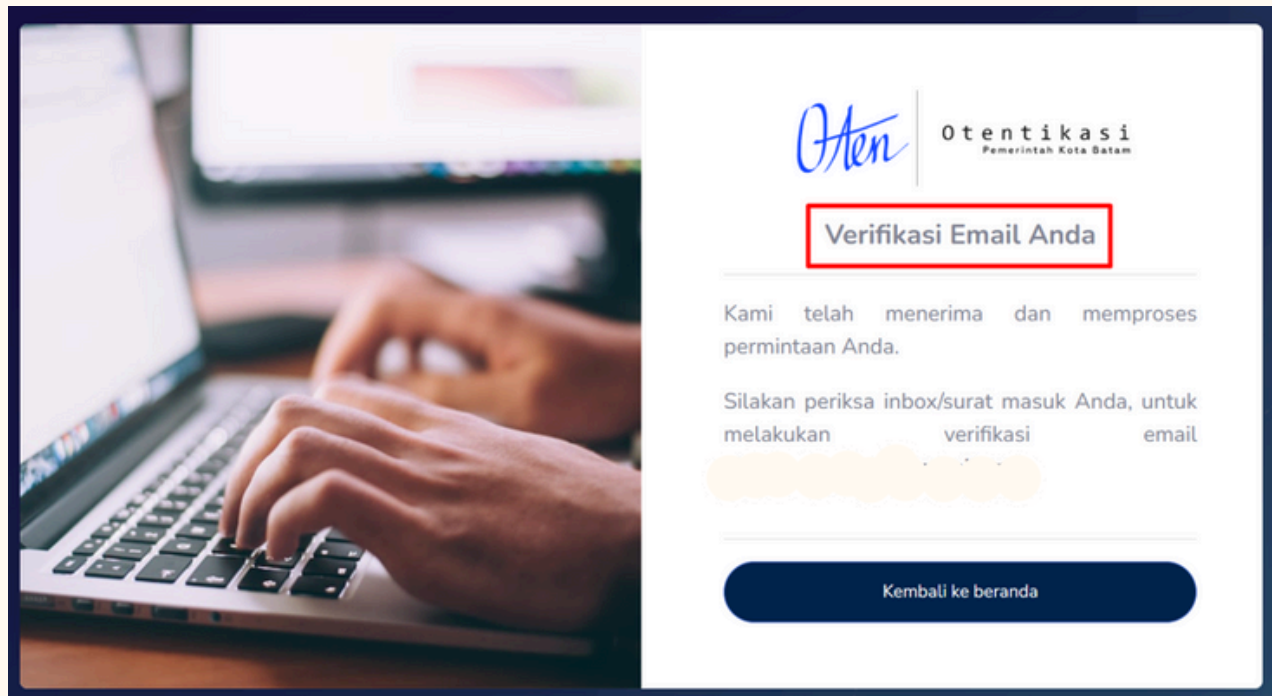 Oten
Otentikasi
Pemerintah Kota Batam
Verifikasi Email Anda
Kami telah menerima dan memproses
permintaan Anda.
Silakan periksa inbox/surat masuk Anda, untuk
melakukan verifikasi email
Kembali ke beranda